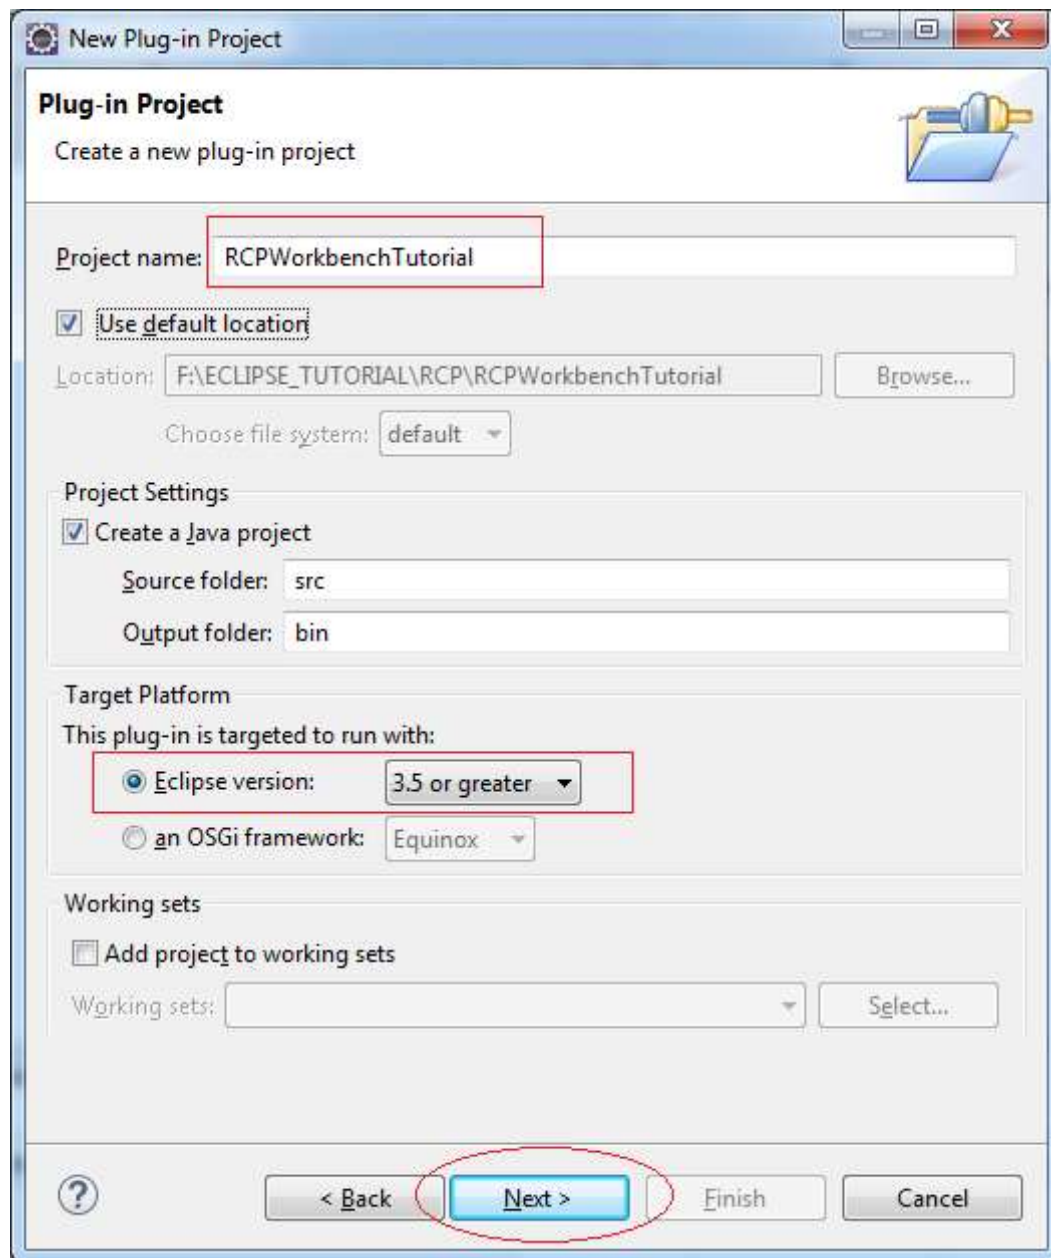 New Plug-in Project
Plug-in Project
Create a new plug-in project
Project name: RCPWorkbenchTutorial
Use default location
Location: F:\ECLIPSE_TUTORIAL\RCP\RCPWorkbenchTutorial Browse...
Choose file system: default
Project Settings
Create a Java project
Source folder: src
Output folder: bin
Target Platform
This plug-in is targeted to run with:
Eclipse version: 3.5 or greater
an OSGi framework: Equinox
Working sets
Add project to working sets
Working sets: Select...
? < Back Next > Finish Cancel